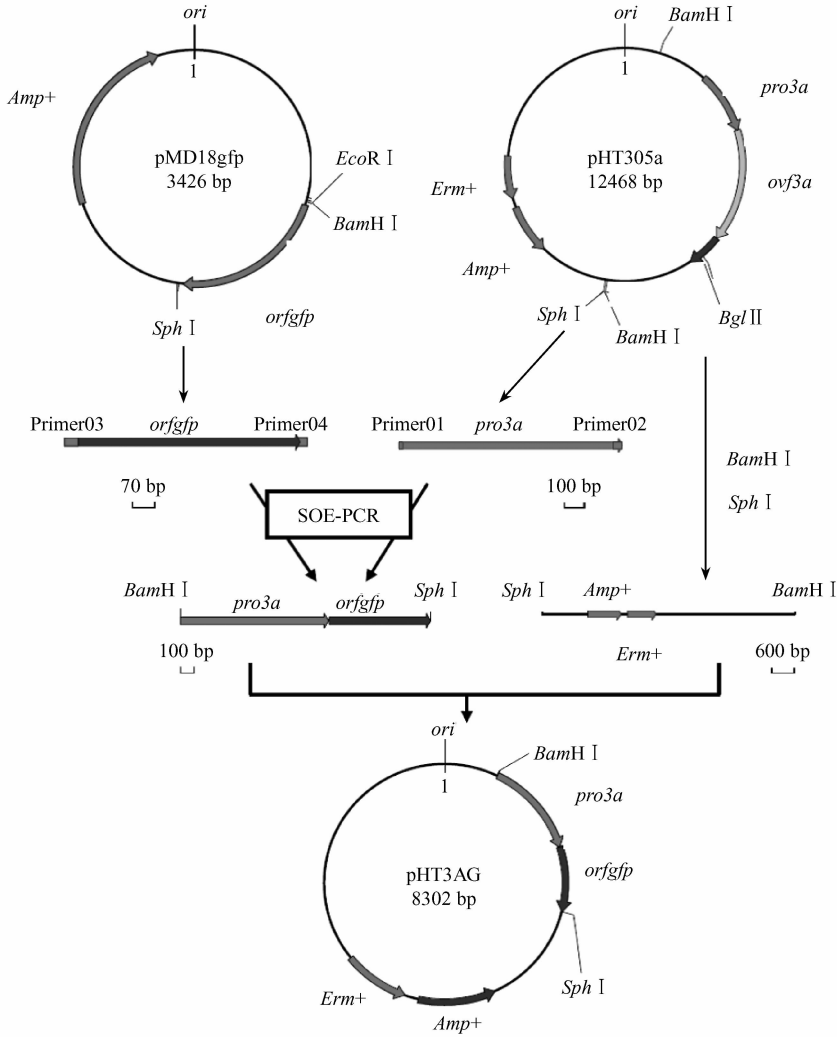 ori
1
Amp+
pMD18gfp
3426 bp
EcoR Ⅰ
BamH Ⅰ
orfgfp
Sph Ⅰ
ori
BamH Ⅰ
1
pro3a
pHT305a
12468 bp
ovf3a
Erm+
Amp+
Sph Ⅰ
BamH Ⅰ
Bgl Ⅱ
Primer03
orfgfp
Primer04
70 bp
Primer01
pro3a
Primer02
100 bp
BamH Ⅰ
Sph Ⅰ
SOE-PCR
BamH Ⅰ
pro3a
orfgfp
Sph Ⅰ
100 bp
Sph Ⅰ
Amp+
BamH Ⅰ
Erm+
600 bp
ori
BamH Ⅰ
1
pro3a
pHT3AG
8302 bp
orfgfp
Sph Ⅰ
Erm+
Amp+